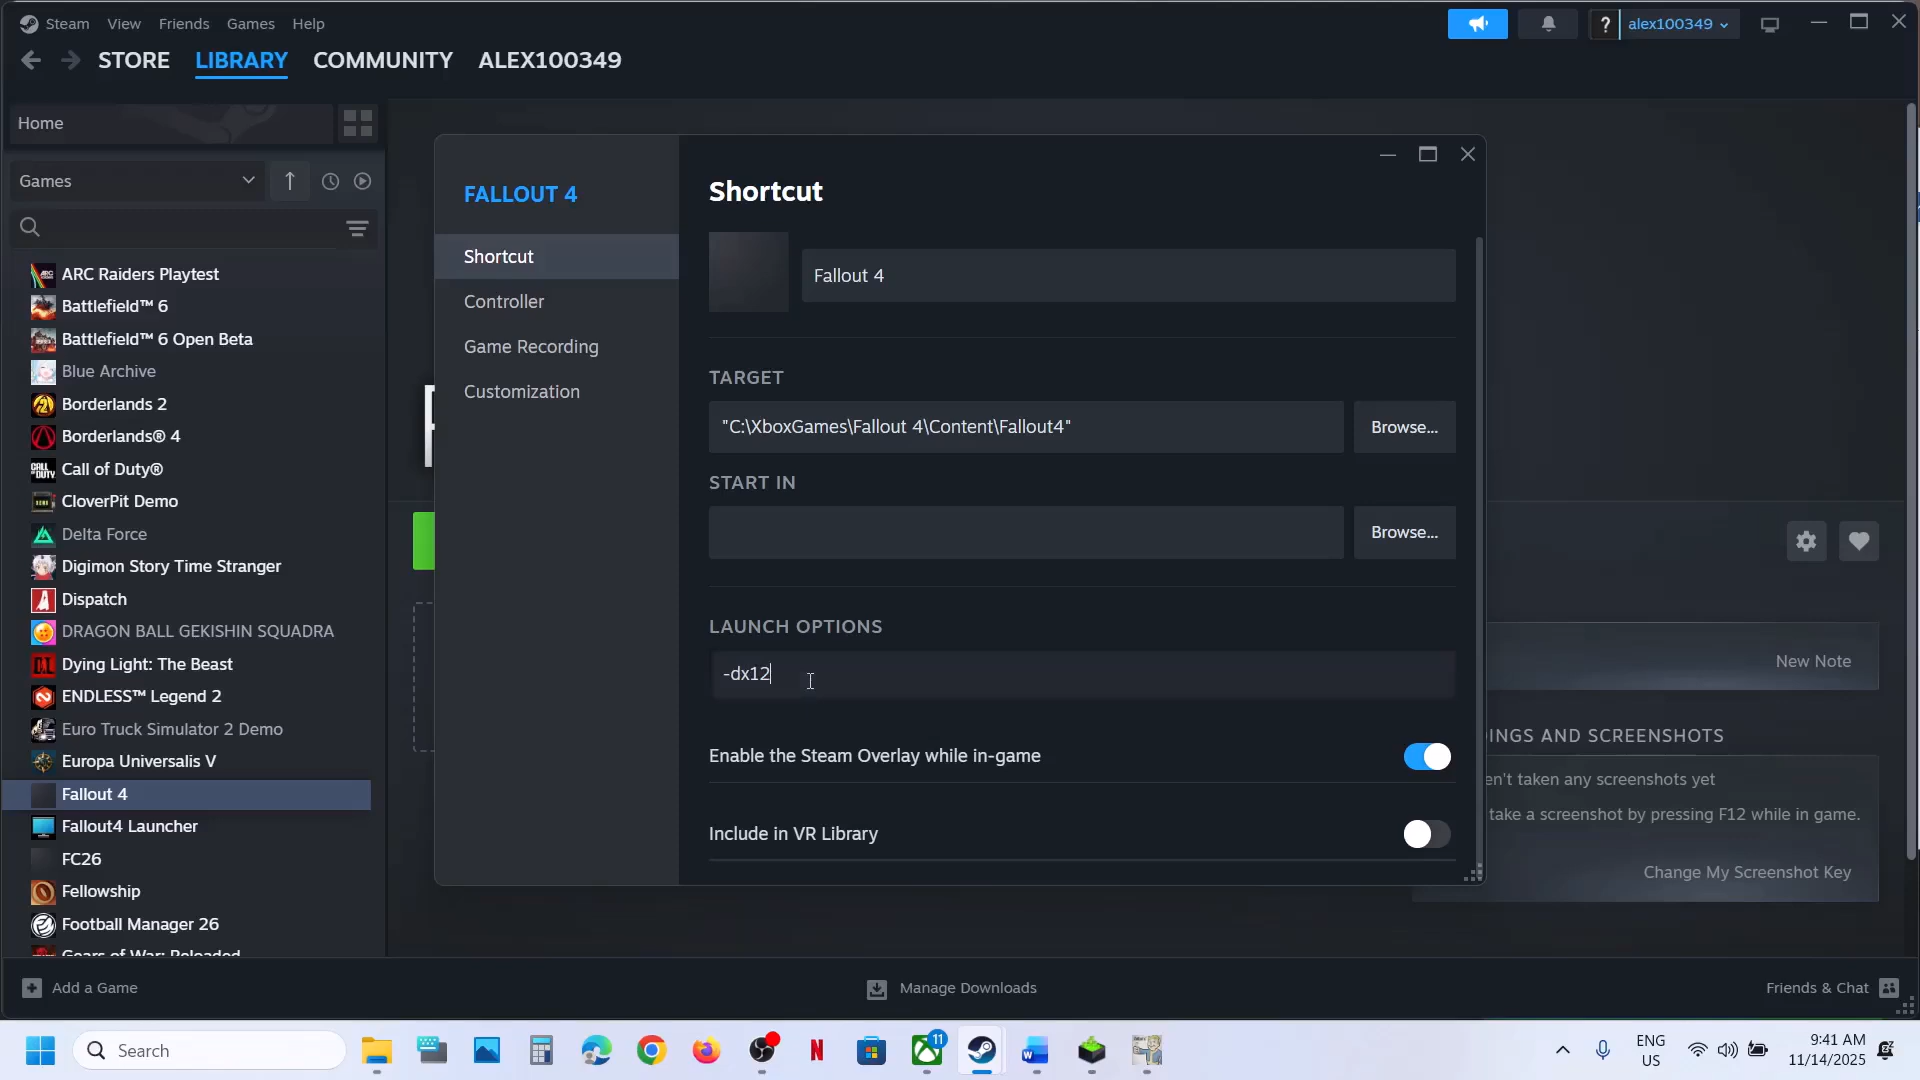 Steam View Friends Games Help
? alex100349
STORE LIBRARY COMMUNITY ALEX100349
Home
Games
ARC Raiders Playtest
Battlefield™ 6
Battlefield™ 6 Open Beta
Blue Archive
Borderlands 2
Borderlands® 4
Call of Duty®
CloverPit Demo
Delta Force
Digimon Story Time Stranger
Dispatch
DRAGON BALL GEKISHIN SQUADRA
Dying Light: The Beast
ENDLESS™ Legend 2
Euro Truck Simulator 2 Demo
Europa Universalis V
Fallout 4
Fallout4 Launcher
FC26
Fellowship
Football Manager 26
Gears of War: Reloaded
FALLOUT 4
Shortcut
Controller
Game Recording
Customization
Shortcut
Fallout 4
TARGET
"C:\XboxGames\Fallout 4\Content\Fallout4"
Browse...
START IN
Browse...
LAUNCH OPTIONS
-dx12
Enable the Steam Overlay while in-game
Include in VR Library
New Note
INGS AND SCREENSHOTS
en't taken any screenshots yet
take a screenshot by pressing F12 while in game.
Change My Screenshot Key
Add a Game
Manage Downloads
Friends & Chat
Search
11
ENG
US
9:41 AM
11/14/2025